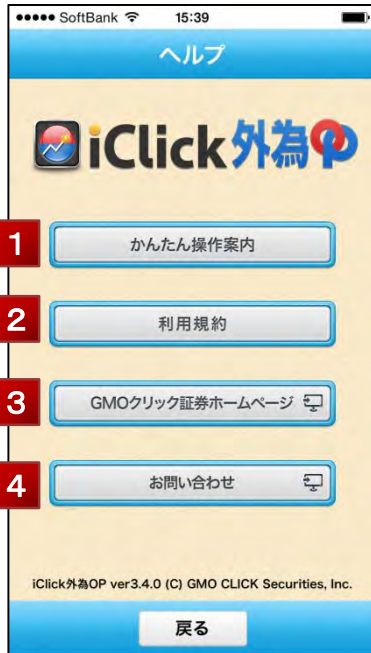 ●●●●● SoftBank 15:39
ヘルプ
iClick外為OP
1 かんたん操作案内
2 利用規約
3 GMOクリック証券ホームページ
4 お問い合わせ
iClick外為OP ver3.4.0 (C) GMO CLICK Securities, Inc.
戻る